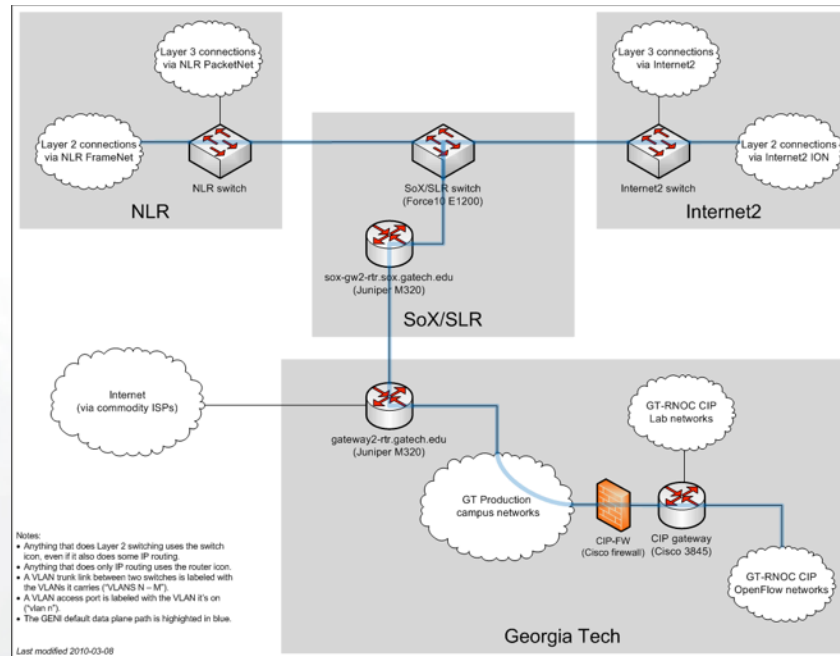 Layer 3 connections
via NLR PacketNet
Layer 2 connections
via NLR FrameNet
NLR switch
NLR
SoX/SLR switch
(Force10 E1200)
Layer 3 connections
via Internet2
Layer 2 connections
via Internet2 ION
Internet2 switch
Internet2
sox-gw2-rtr.sox.gatech.edu
(Juniper M320)
SoX/SLR
Internet
(via commodity ISPs)
gateway2-rtr.gatech.edu
(Juniper M320)
GT-RNOC CIP
Lab networks
GT Production
campus networks
CIP-FW
(Cisco firewall)
CIP gateway
(Cisco 3845)
GT-RNOC CIP
OpenFlow networks
Georgia Tech
Notes:
• Anything that does Layer 2 switching uses the switch
icon, even if it also does some IP routing.
• Anything that does only IP routing uses the router icon.
• A VLAN trunk link between two switches is labeled with
the VLANs it carries ("VLANS N – M").
• A VLAN access port is labeled with the VLAN it's on
("vlan n").
• The GENI default data plane path is highlighted in blue.
Last modified 2010-03-08